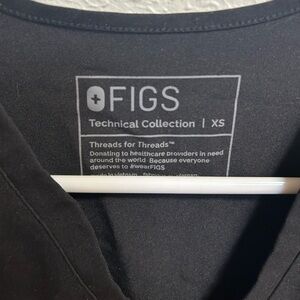 FIGS
Technical Collection | XS
Threads for Threads™
Donating to healthcare providers in need
around the world Because everyone
deserves to #wearFIGS